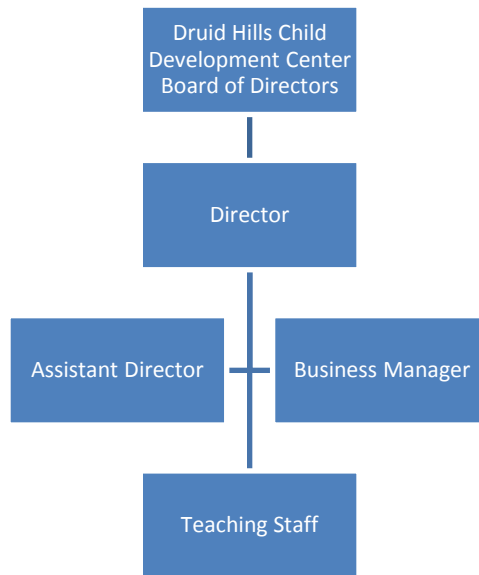 Druid Hills Child
Development Center
Board of Directors
Director
Assistant Director
Business Manager
Teaching Staff